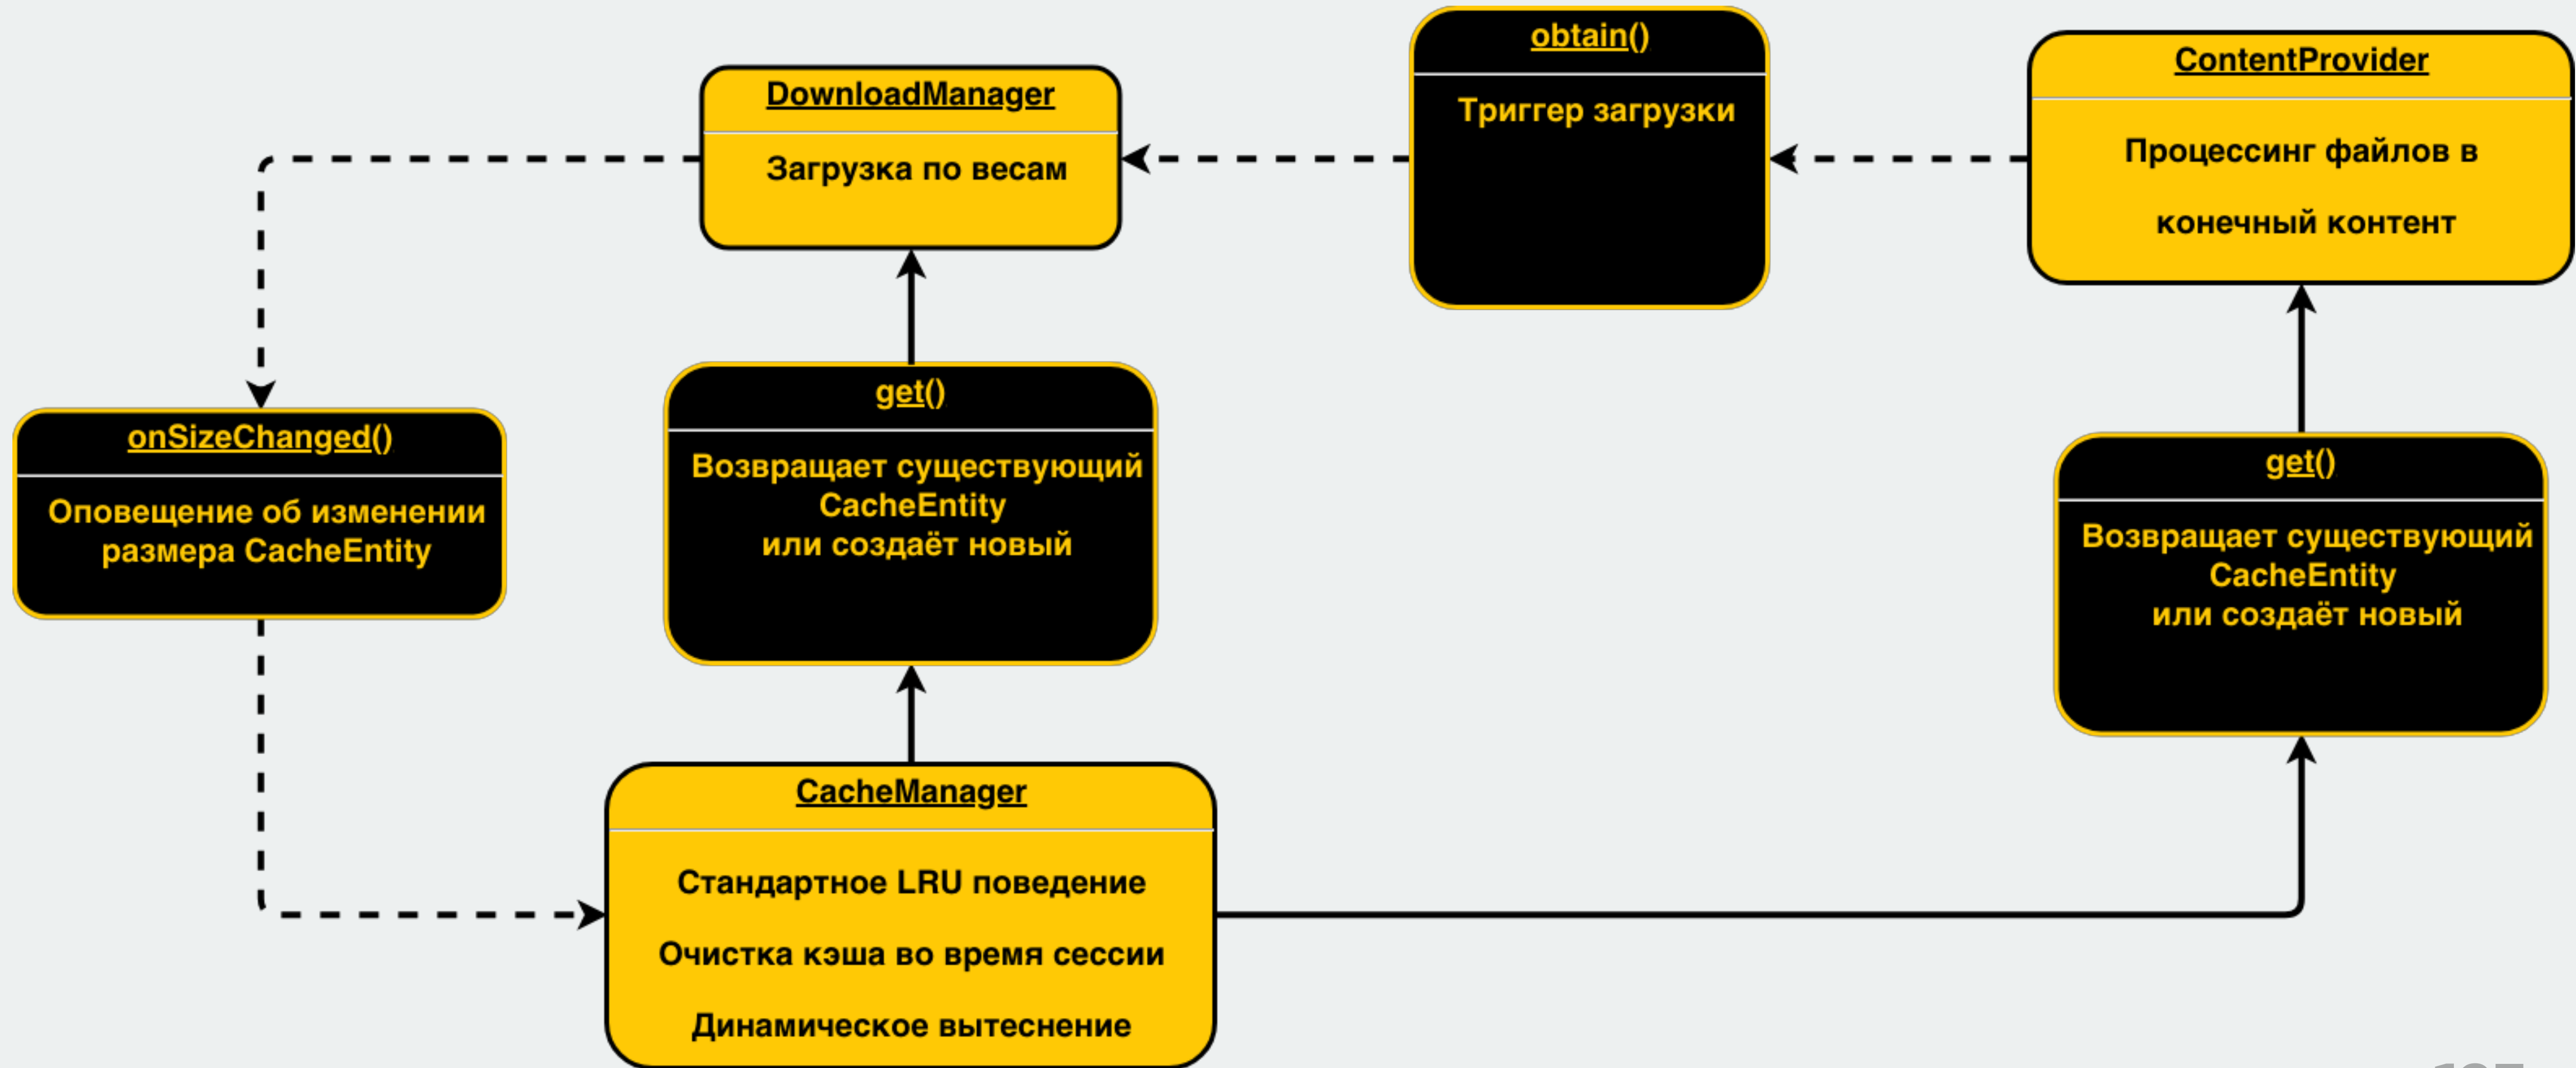 obtain()
Триггер загрузки
ContentProvider
Процессинг файлов в
конечный контент
DownloadManager
Загрузка по весам
get()
Возвращает существующий
CacheEntity
или создаёт новый
onSizeChanged()
Оповещение об изменении
размера CacheEntity
get()
Возвращает существующий
CacheEntity
или создаёт новый
CacheManager
Стандартное LRU поведение
Очистка кэша во время сессии
Динамическое вытеснение